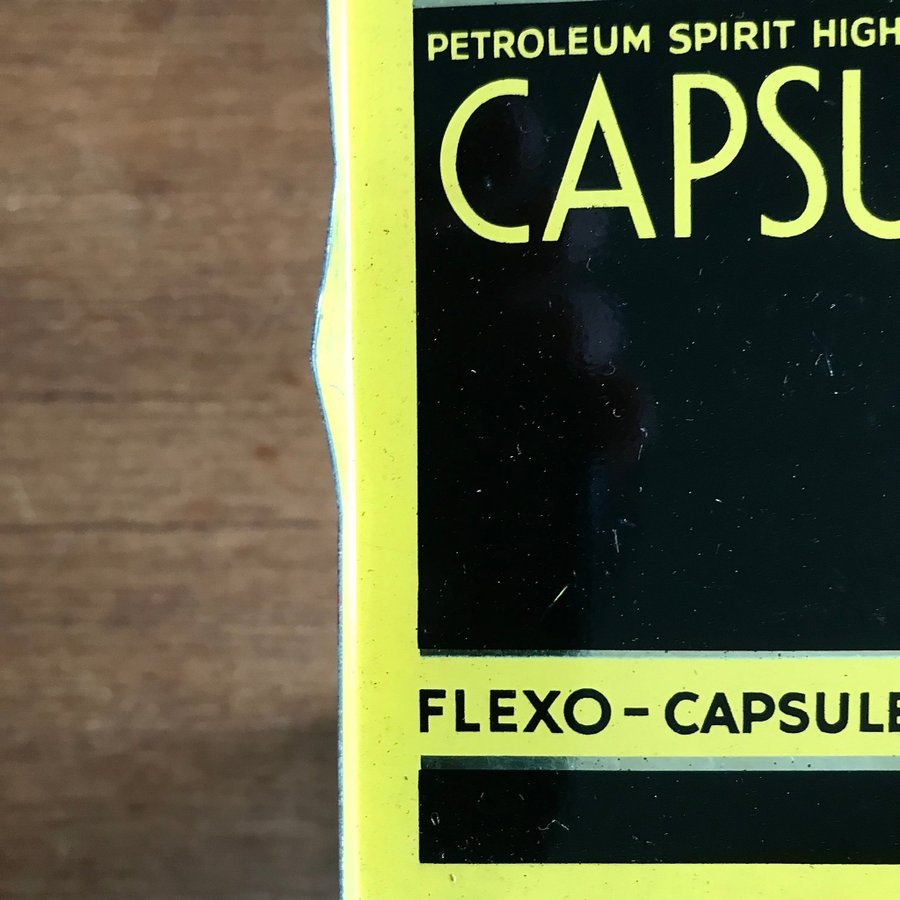 PETROLEUM SPIRIT HIGH
CAPSU
FLEXO - CAPSULE